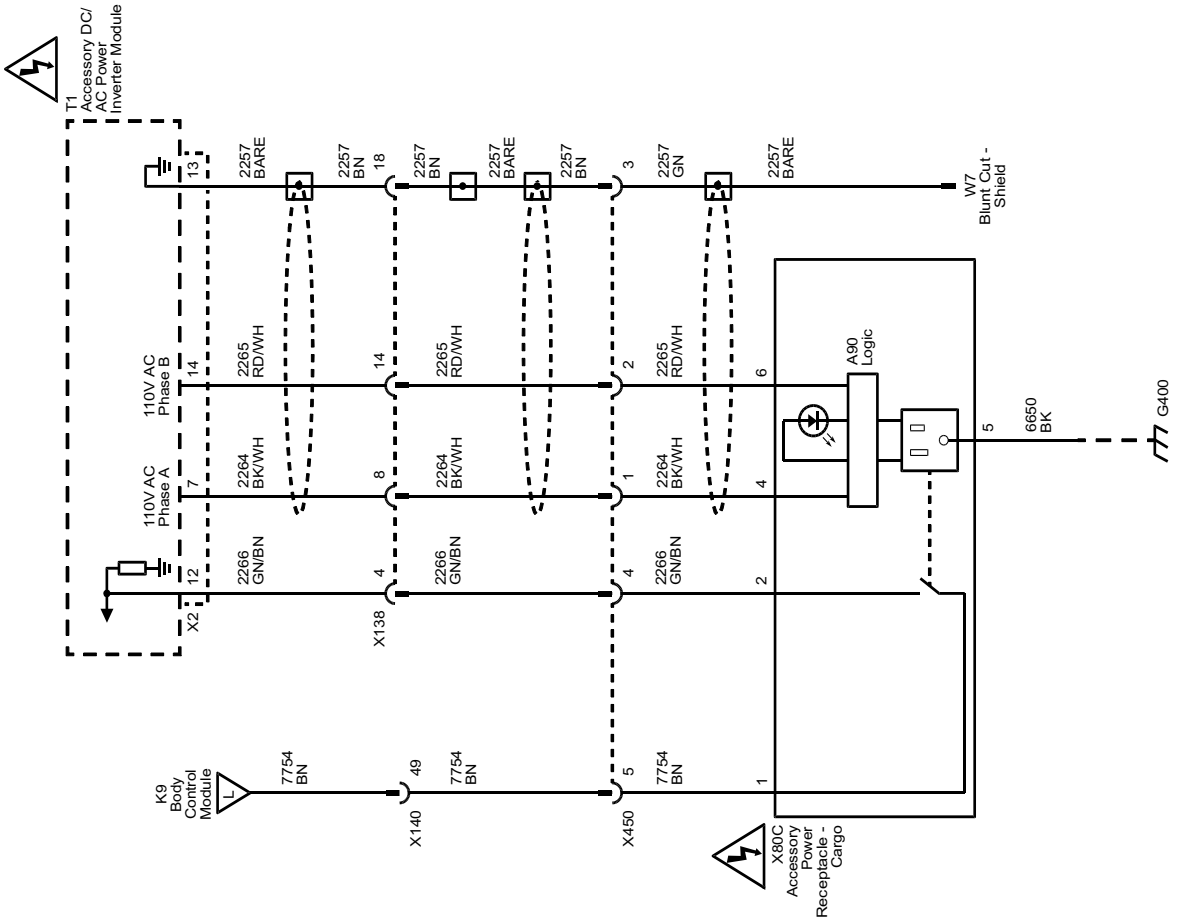 T1
Accessory DC/
AC Power
Inverter Module
110V AC
Phase A
110V AC
Phase B
X2
12
7
14
13
K9
Body
Control
Module
L
7754
BN
2266
GN/BN
2264
BK/WH
2265
RD/WH
2257
BARE
2257
BN
X140
49
X138
4
8
14
18
7754
BN
2266
GN/BN
2264
BK/WH
2265
RD/WH
2257
BN
2257
BARE
2257
BN
X450
5
4
1
2
3
7754
BN
2266
GN/BN
2264
BK/WH
2265
RD/WH
2257
GN
2257
BARE
1
2
4
6
W7
Blunt Cut -
Shield
X80C
Accessory
Power
Receptacle -
Cargo
A90
Logic
5
6650
BK
G400